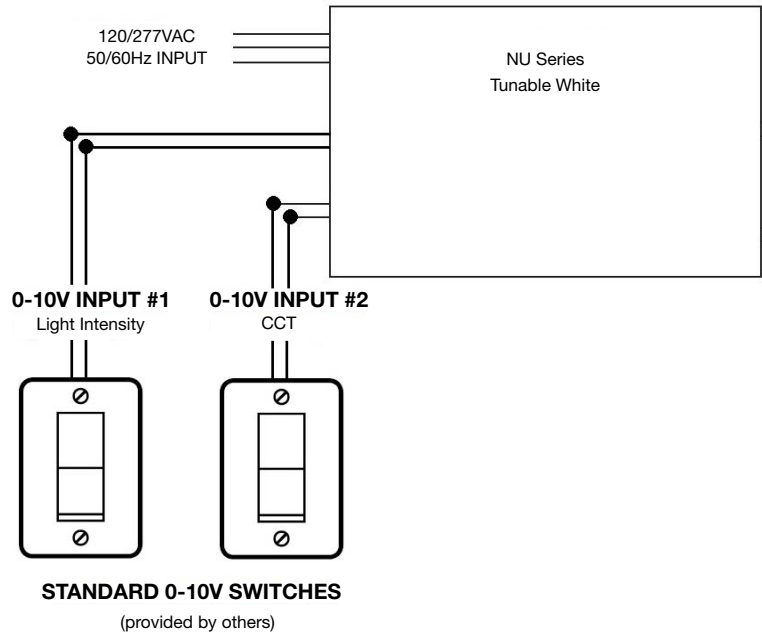 120/277VAC
50/60Hz INPUT
NU Series
Tunable White
0-10V INPUT #1
Light Intensity
0-10V INPUT #2
CCT
STANDARD 0-10V SWITCHES
(provided by others)